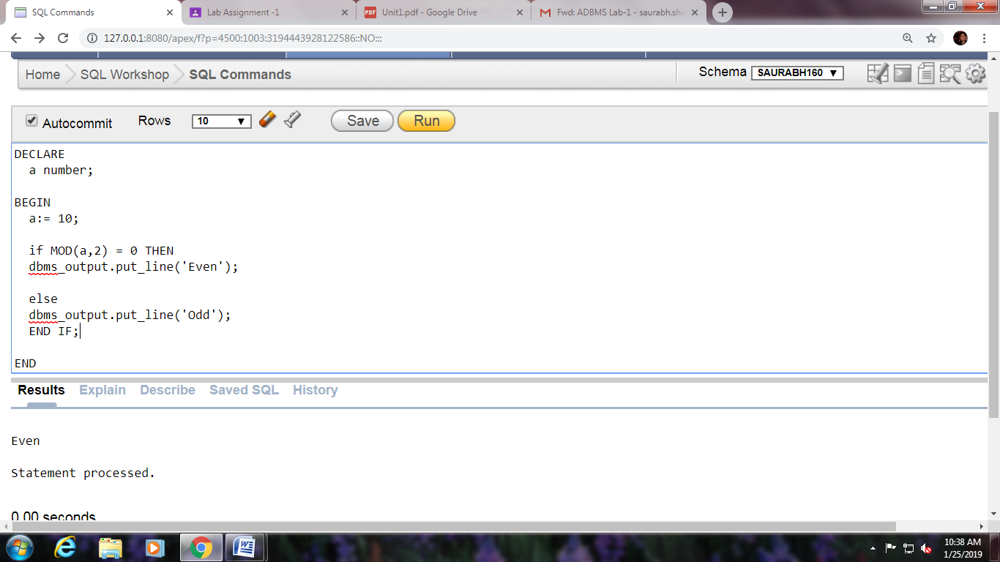 SQL Commands
Lab Assignment -1
PDF
Unit1.pdf - Google Drive
Fwd: ADBMS Lab-1 - saurabh.shi
127.0.0.1:8080/apex/f?p=4500:1003:3194443928122586::NO:::
Home SQL Workshop SQL Commands
Schema SAURABH160
Autocommit Rows 10 Save Run
DECLARE
a number;
BEGIN
a:= 10;
if MOD(a,2) = 0 THEN
dbms_output.put_line('Even');
else
dbms_output.put_line('Odd');
END IF;
END
Results Explain Describe Saved SQL History
Even
Statement processed.
0.00 seconds
10:38 AM
1/25/2019